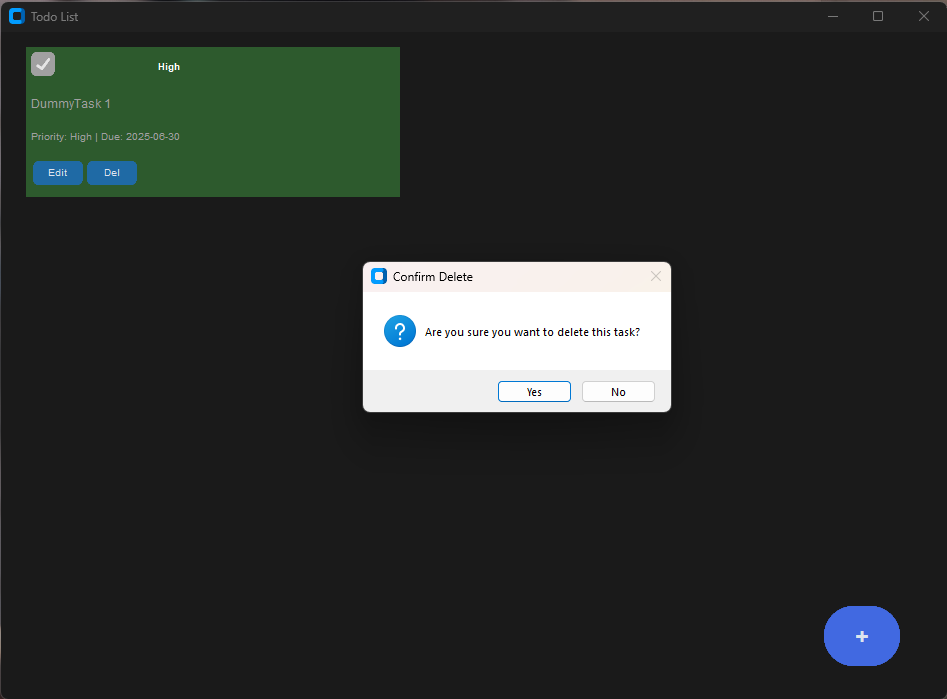 Todo List
High
DummyTask 1
Priority: High | Due: 2025-06-30
Edit Del
Confirm Delete
Are you sure you want to delete this task?
Yes No
+